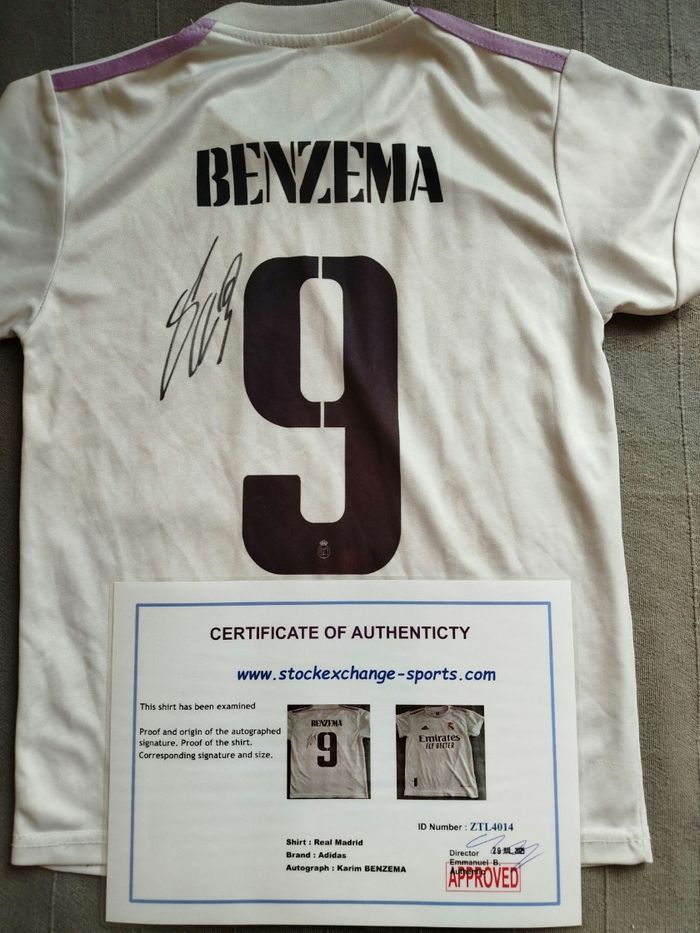 BENZEMA
9
CERTIFICATE OF AUTHENTICTY
www.stockexchange-sports.com
This shirt has been examined
Proof and origin of the autographed
signature. Proof of the shirt.
Corresponding signature and size.
BENZEMA
9
Emirates
FLY BETTER
ID Number : ZTL4014
Shirt : Real Madrid
Brand : Adidas
Autograph : Karim BENZEMA
Director
Emmanuel B.
Authentic
APPROVED